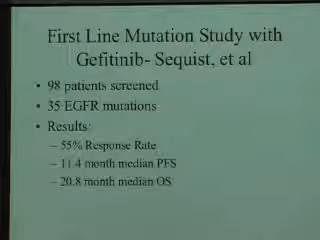 First Line Mutation Study with
Gefitinib- Sequist, et al
• 98 patients screened
• 35 EGFR mutations
• Results:
– 55% Response Rate
– 11.4 month median PFS
– 20.8 month median OS